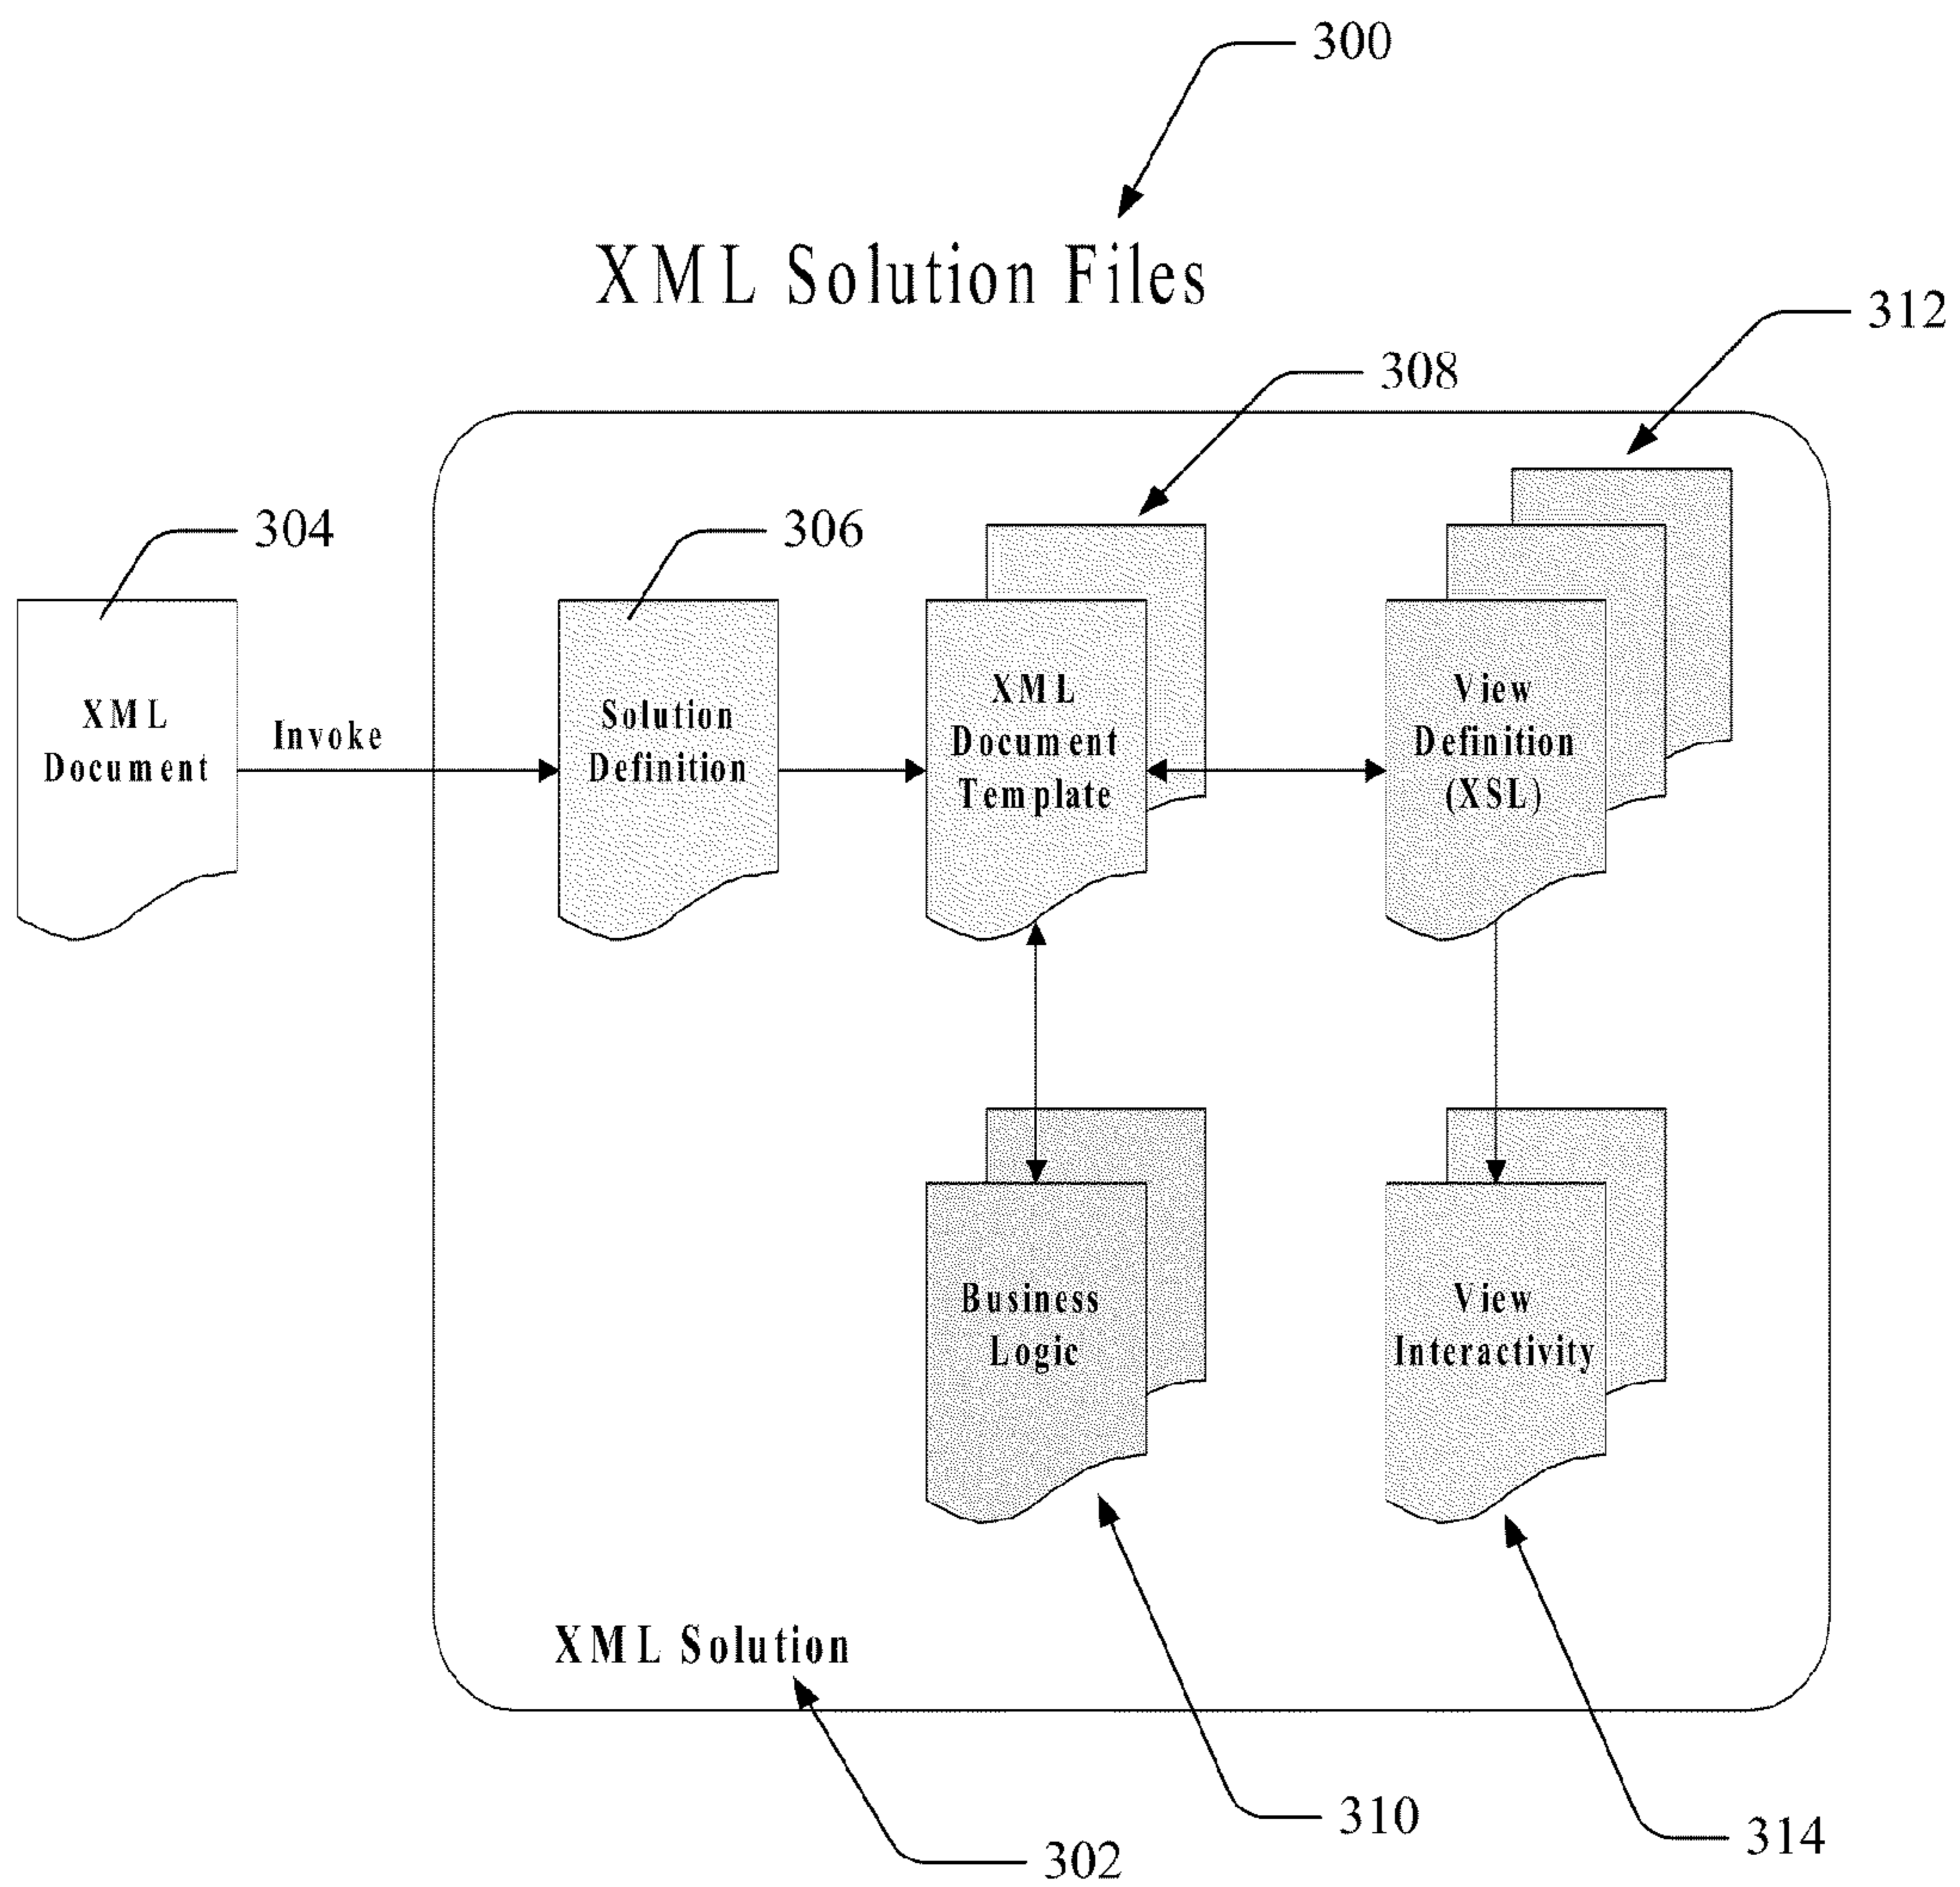 300
XML Solution Files
312
308
304
306
XML
Document
Invoke
Solution
Definition
XML
Document
Template
View
Definition
(XSL)
Business
Logic
View
Interactivity
XML Solution
310
314
302